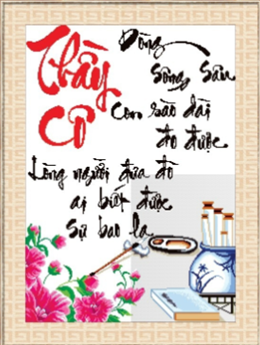 Thầy
Cô
Dòng
sông sâu
Con sào dài
đo được
Lòng người đưa đò
ai biết được
sự bao la